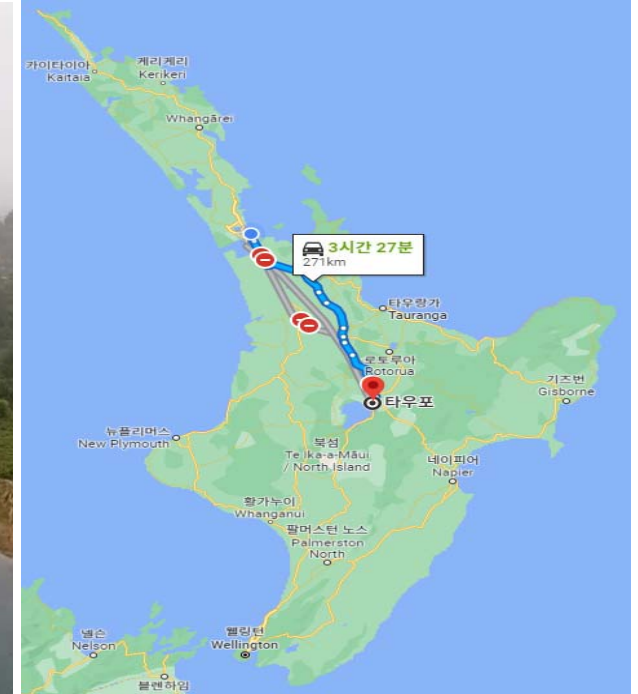 카이타이아
Kaitaia
케리케리
Kerikeri
Whangārei
3시간 27분
271km
타우랑가
Tauranga
로토루아
Rotorua
타우포
기즈번
Gisborne
뉴플리머스
New Plymouth
북섬
Te Ika-a-Māui
/ North Island
네이피어
Napier
황가누이
Whanganui
팔머스턴 노스
Palmerston
North
넬슨
Nelson
웰링턴
Wellington
블렌하임